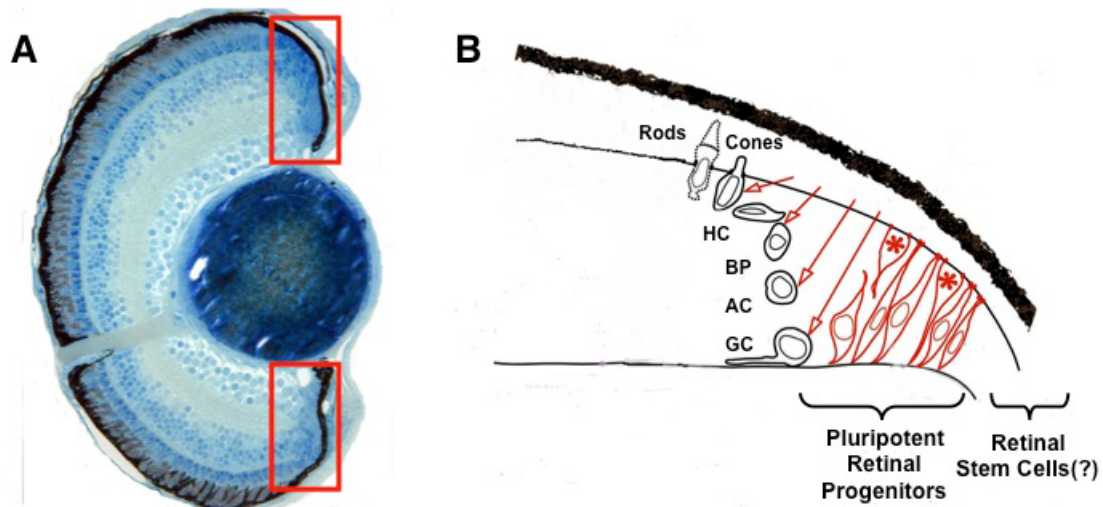 A
B
Rods
Cones
HC
BP
AC
GC
*
*
Pluripotent
Retinal
Progenitors
Retinal
Stem Cells(?)